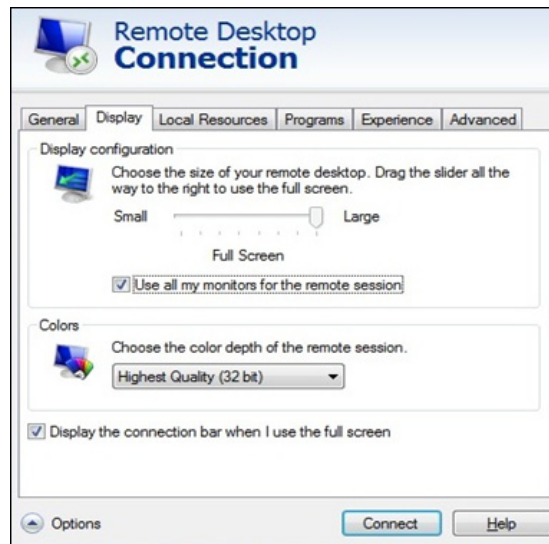 Remote Desktop
Connection
General Display Local Resources Programs Experience Advanced
Display configuration
Choose the size of your remote desktop. Drag the slider all the
way to the right to use the full screen.
Small Large
Full Screen
Use all my monitors for the remote session
Colors
Choose the color depth of the remote session.
Highest Quality (32 bit)
Display the connection bar when I use the full screen
Options Connect Help